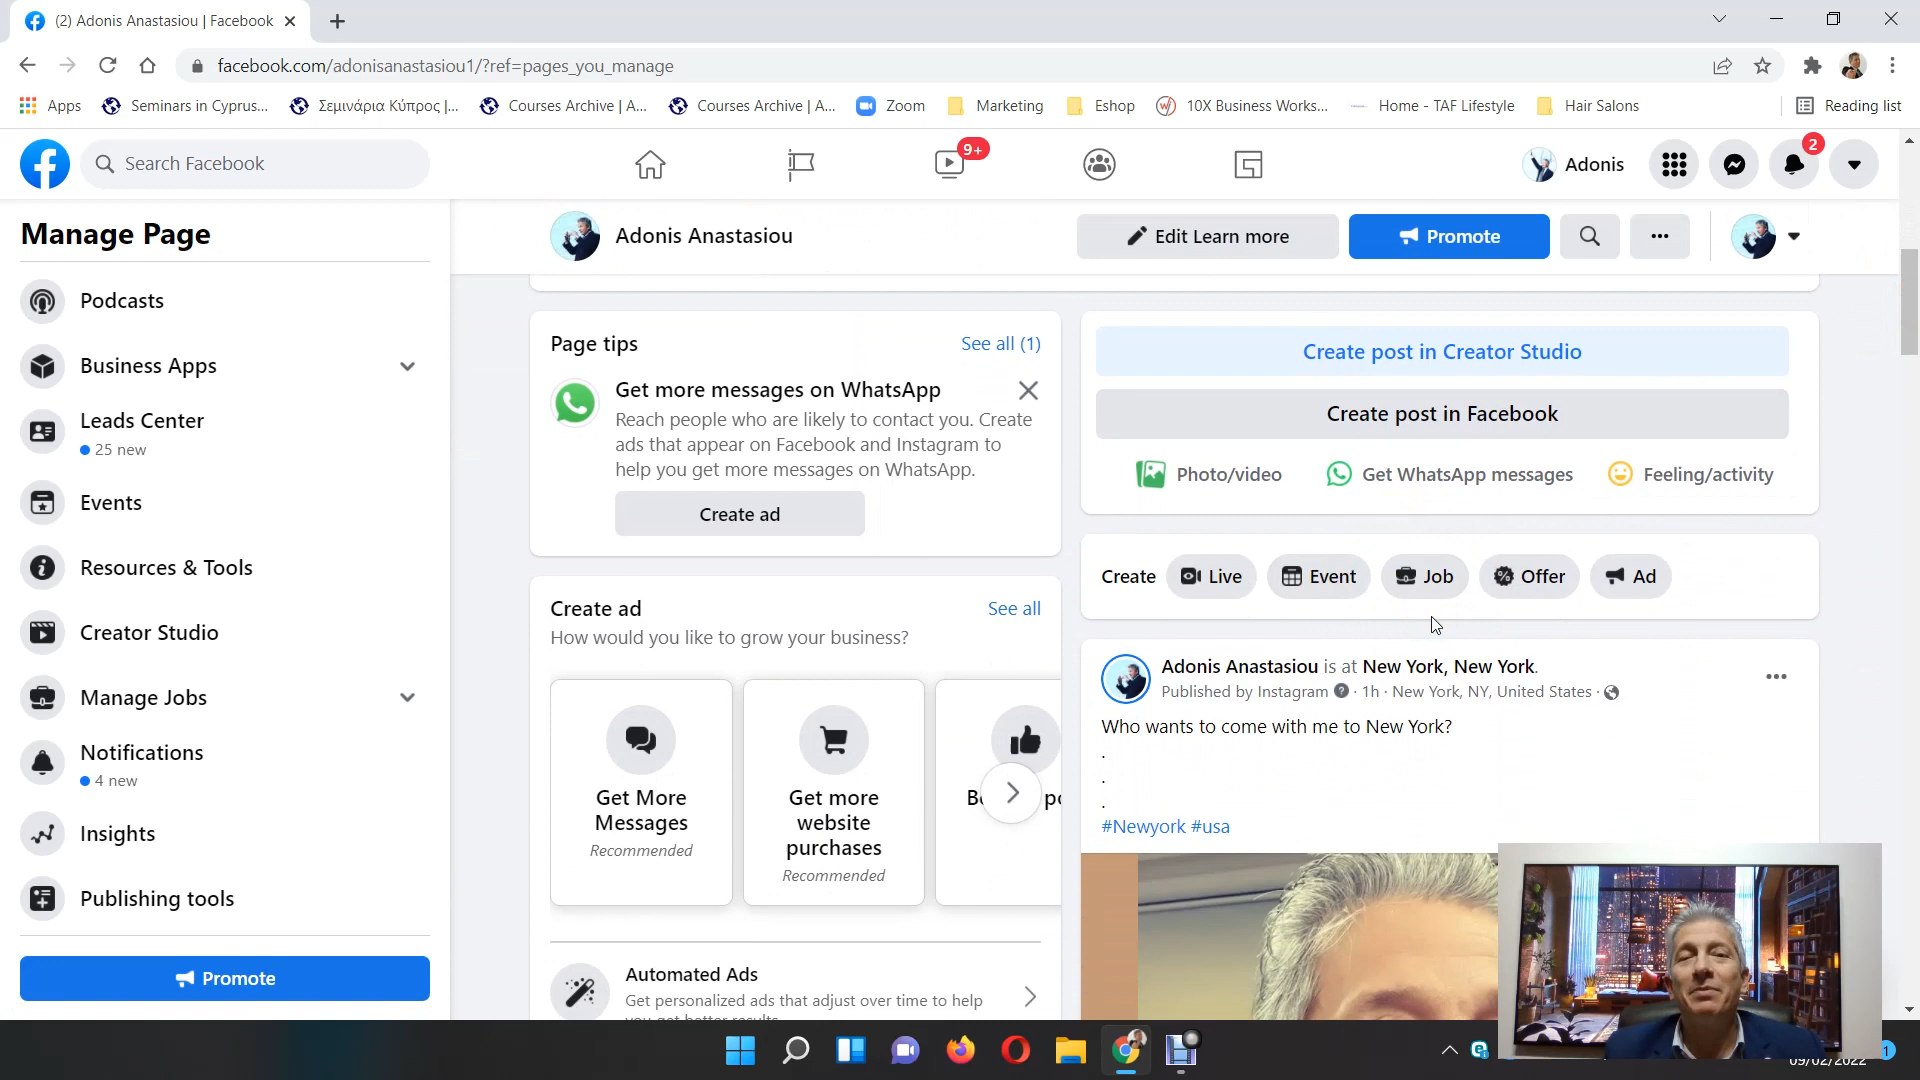 (2) Adonis Anastasiou | Facebook
facebook.com/adonisanastasiou1/?ref=pages_you_manage
Apps
Seminars in Cyprus...
Σεμινάρια Κύπρος |...
Courses Archive | A...
Courses Archive | A...
Zoom
Marketing
Eshop
10X Business Works...
Home - TAF Lifestyle
Hair Salons
Reading list
Search Facebook
9+
Adonis
2
Manage Page
Podcasts
Business Apps
Leads Center
25 new
Events
Resources & Tools
Creator Studio
Manage Jobs
Notifications
4 new
Insights
Publishing tools
Promote
Adonis Anastasiou
Edit Learn more
Promote
Page tips
See all (1)
Get more messages on WhatsApp
Reach people who are likely to contact you. Create
ads that appear on Facebook and Instagram to
help you get more messages on WhatsApp.
Create ad
Create ad
See all
How would you like to grow your business?
Get More
Messages
Recommended
Get more
website
purchases
Recommended
Automated Ads
Get personalized ads that adjust over time to help
you get better results
Create post in Creator Studio
Create post in Facebook
Photo/video
Get WhatsApp messages
Feeling/activity
Create
Live
Event
Job
Offer
Ad
Adonis Anastasiou is at New York, New York.
Published by Instagram · 1h · New York, NY, United States ·
Who wants to come with me to New York?
.
.
.
#Newyork #usa
09/02/2022
1